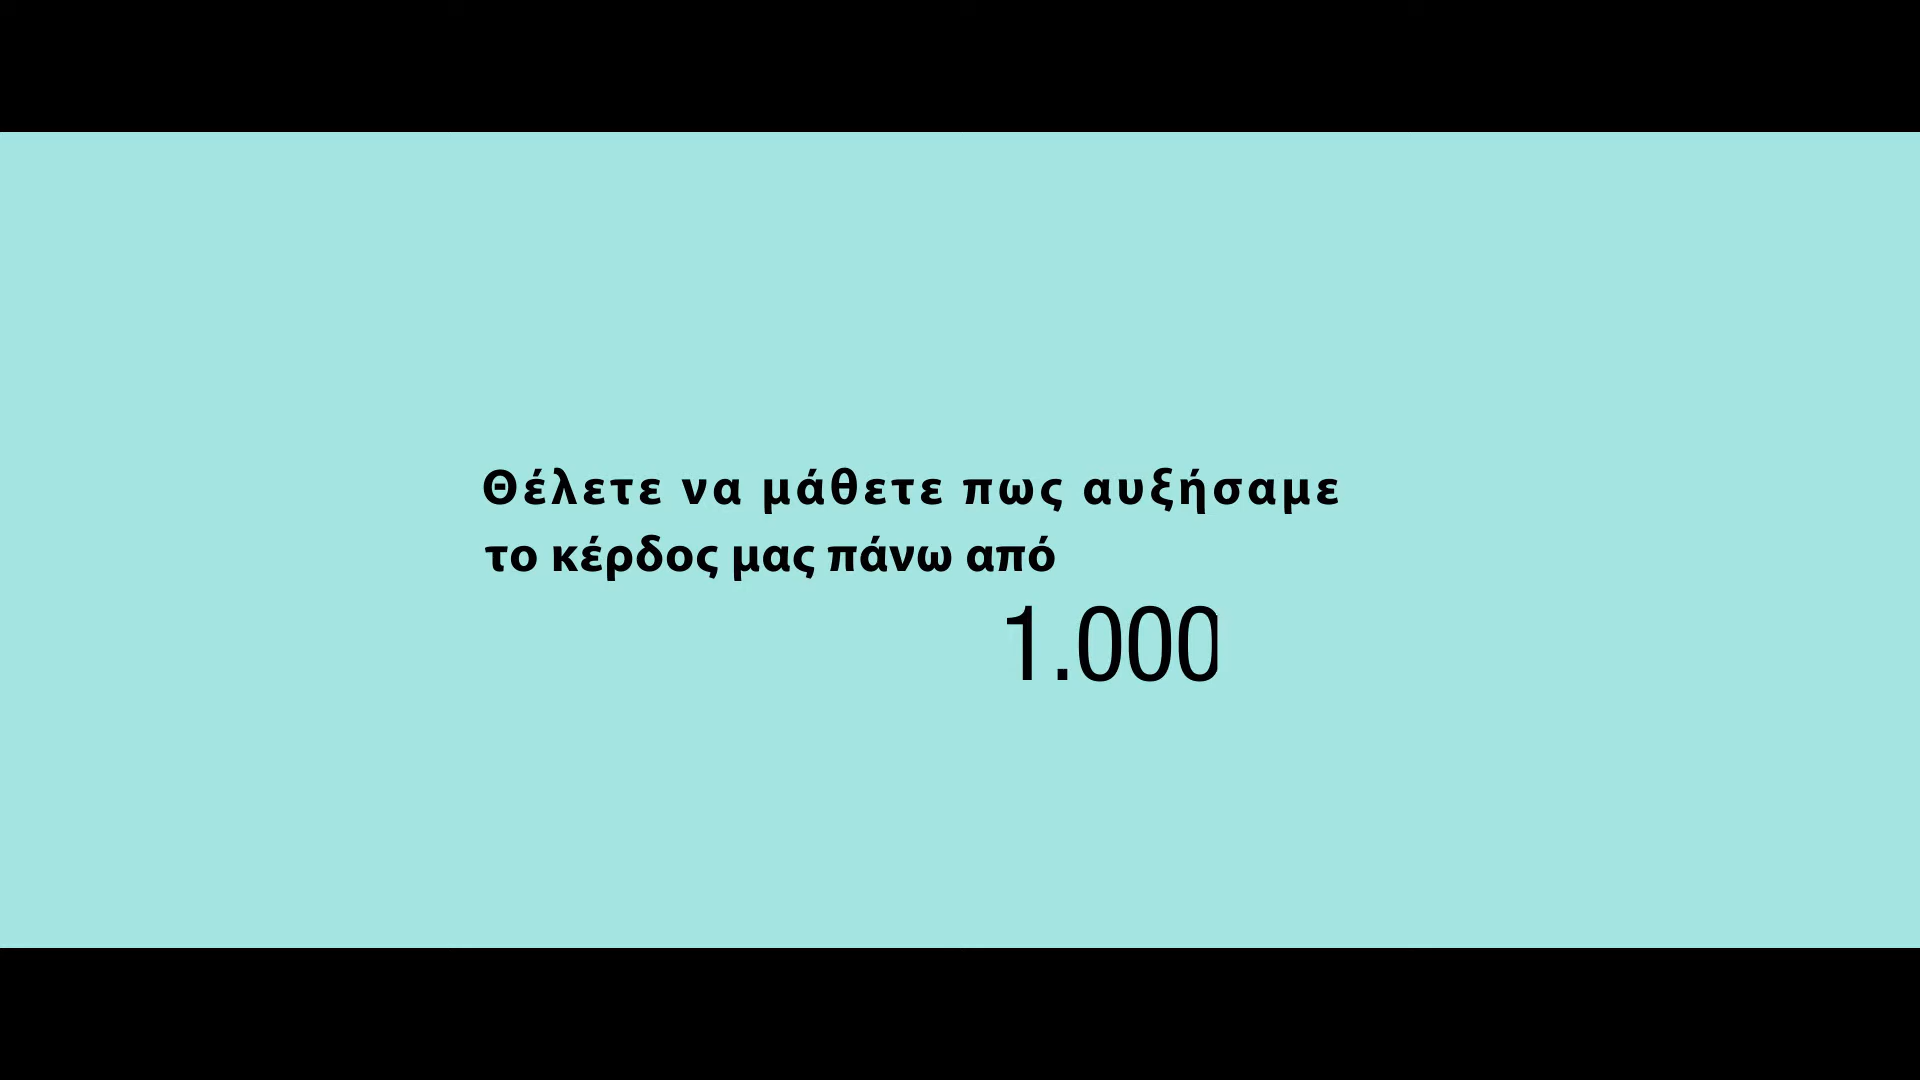 Θέλετε να μάθετε πως αυξήσαμε
το κέρδος μας πάνω από
1.000